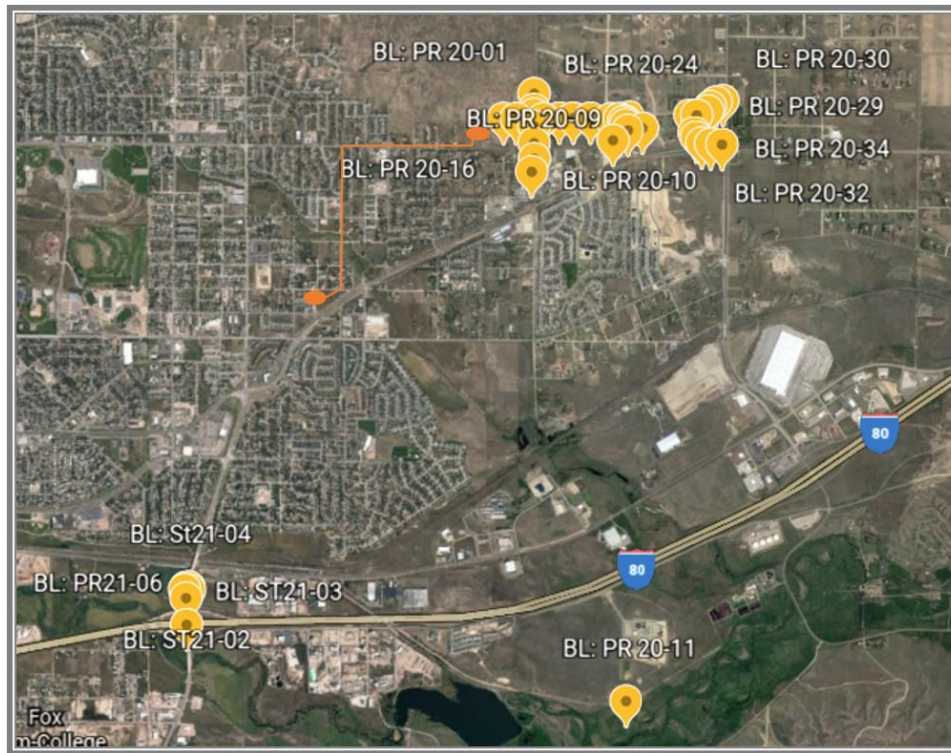 BL: PR 20-01
BL: PR 20-24
BL: PR 20-30
BL: PR 20-09
BL: PR 20-29
BL: PR 20-34
BL: PR 20-16
BL: PR 20-10
BL: PR 20-32
80
80
BL: St21-04
BL: PR21-06
BL: ST21-03
BL: ST21-02
BL: PR 20-11
Fox
m-College